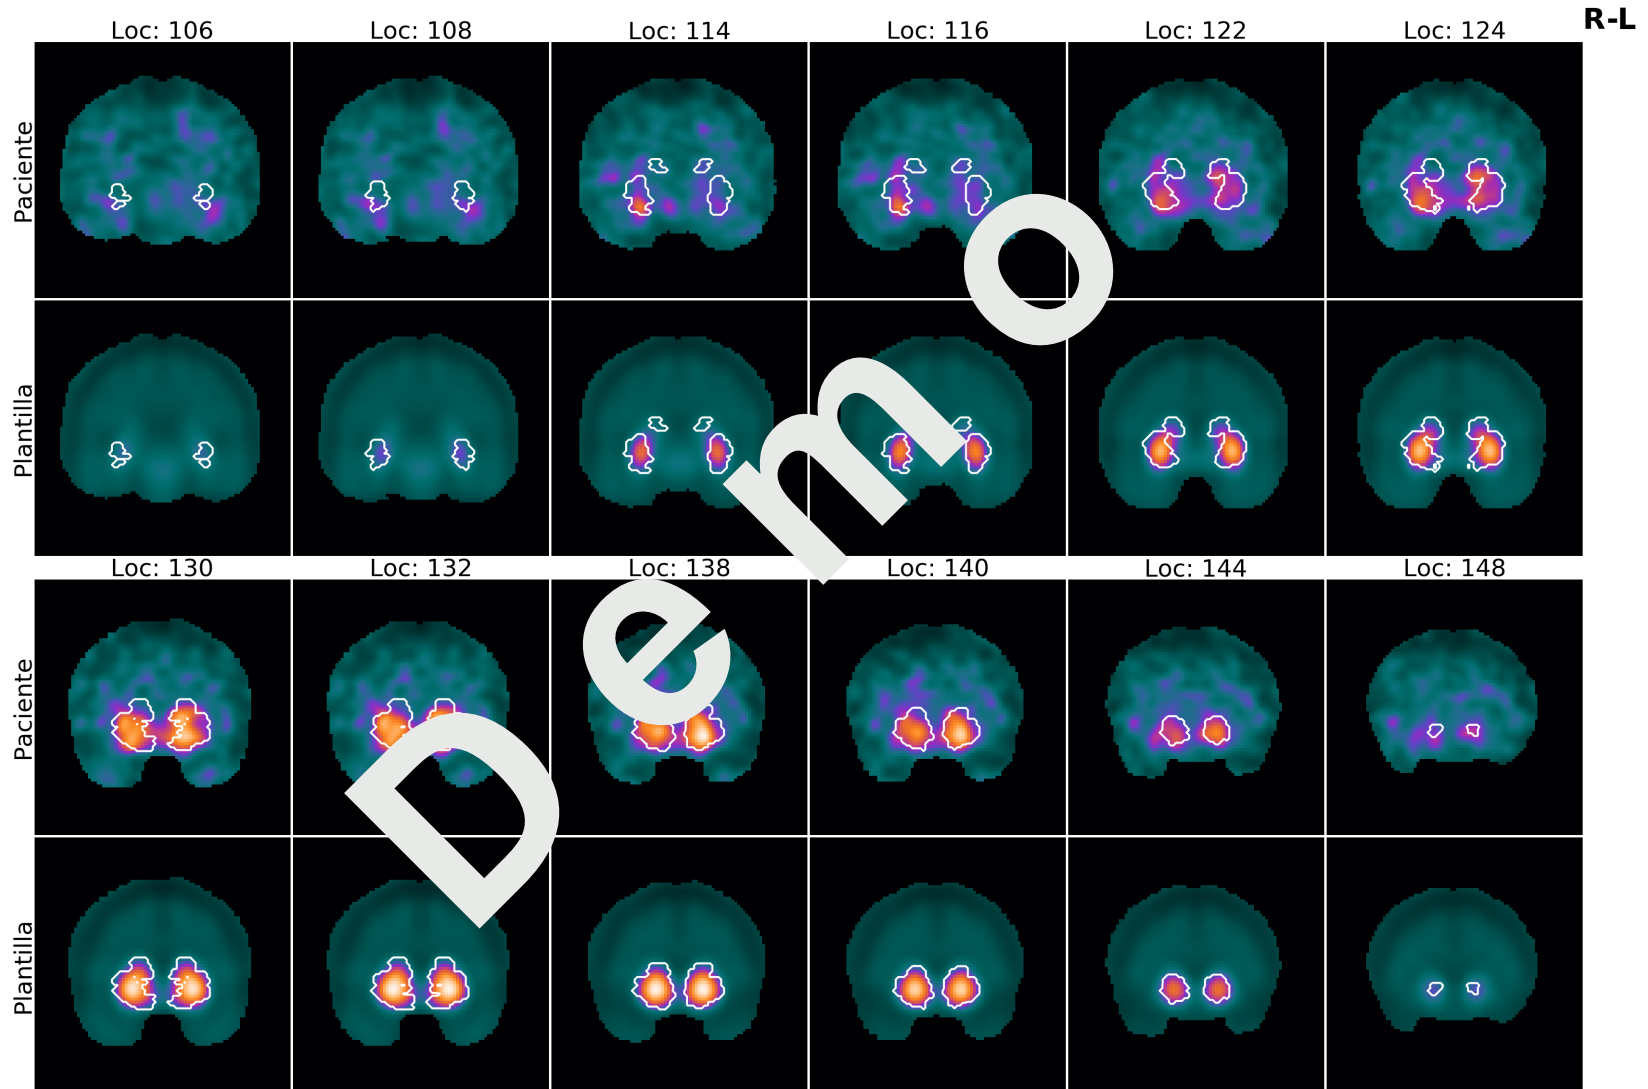 R-L
Loc: 106 Loc: 108 Loc: 114 Loc: 116 Loc: 122 Loc: 124
Paciente
Plantilla
Loc: 130 Loc: 132 Loc: 138 Loc: 140 Loc: 144 Loc: 148
Paciente
Plantilla
Demo